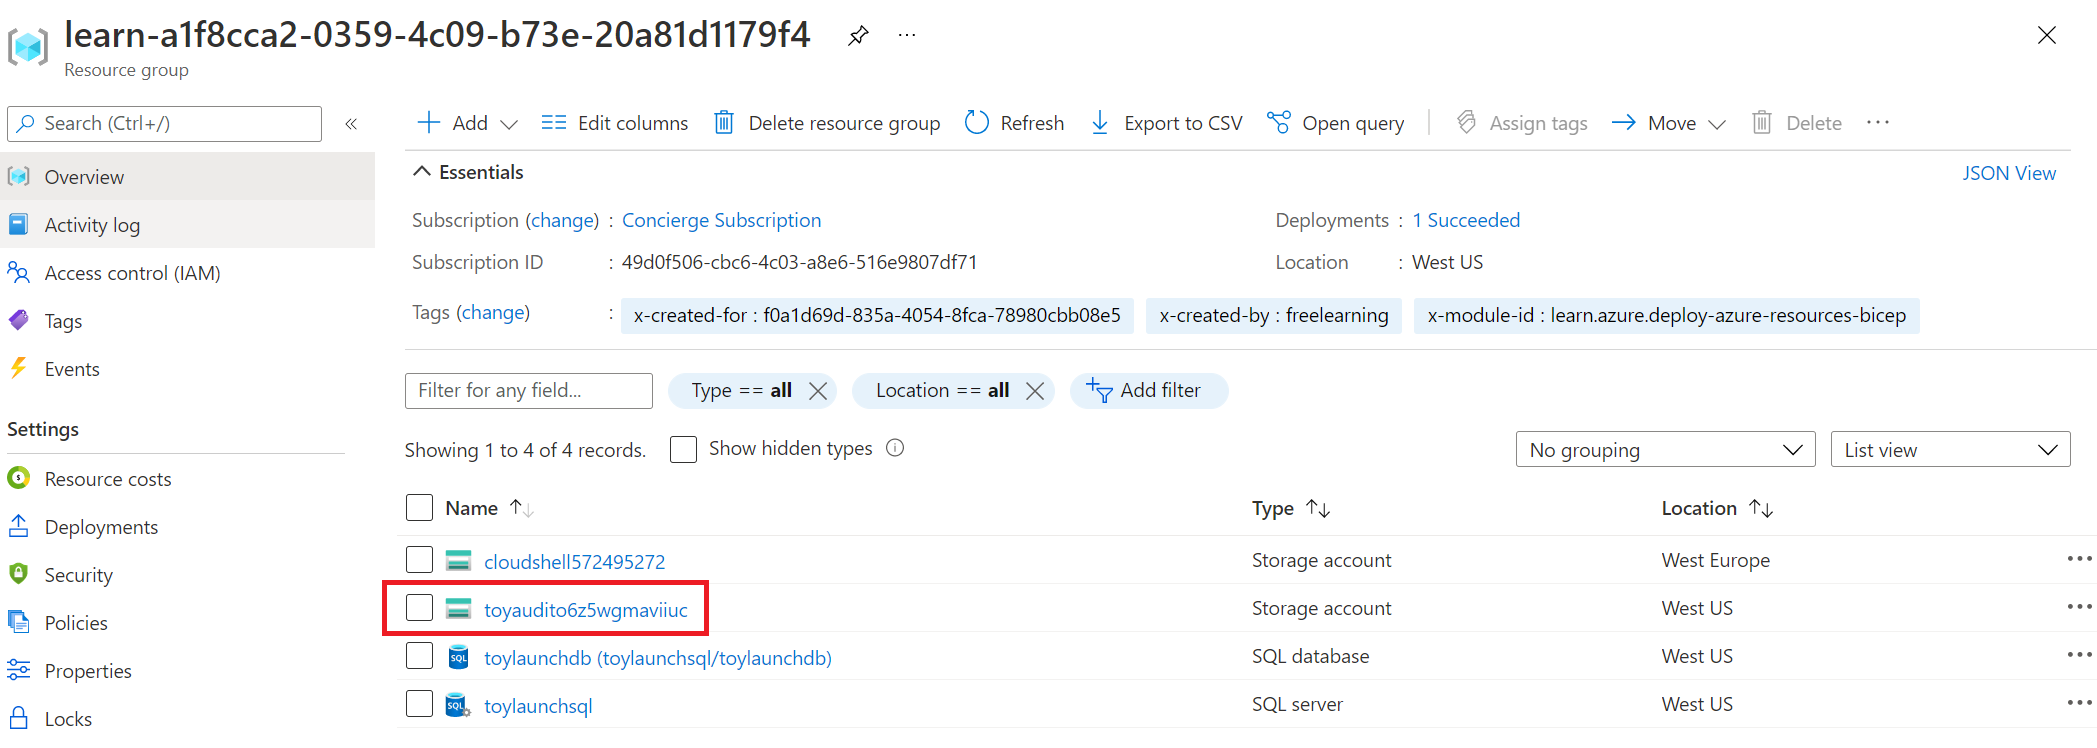 learn-a1f8cca2-0359-4c09-b73e-20a81d1179f4
Resource group
Search (Ctrl+/)
Overview
Activity log
Access control (IAM)
Tags
Events
Settings
Resource costs
Deployments
Security
Policies
Properties
Locks
Add Edit columns Delete resource group Refresh Export to CSV Open query Assign tags Move Delete
Essentials JSON View
Subscription (change) : Concierge Subscription Deployments : 1 Succeeded
Subscription ID : 49d0f506-cbc6-4c03-a8e6-516e9807df71 Location : West US
Tags (change) : x-created-for : f0a1d69d-835a-4054-8fca-78980cbb08e5 x-created-by : freelearning x-module-id : learn.azure.deploy-azure-resources-bicep
Filter for any field... Type == all Location == all Add filter
Showing 1 to 4 of 4 records. Show hidden types No grouping List view
Name Type Location
cloudshell572495272 Storage account West Europe
toyaudito6z5wgmaviiuc Storage account West US
SQL toylaunchdb (toylaunchsql/toylaunchdb) SQL database West US
SQL toylaunchsql SQL server West US